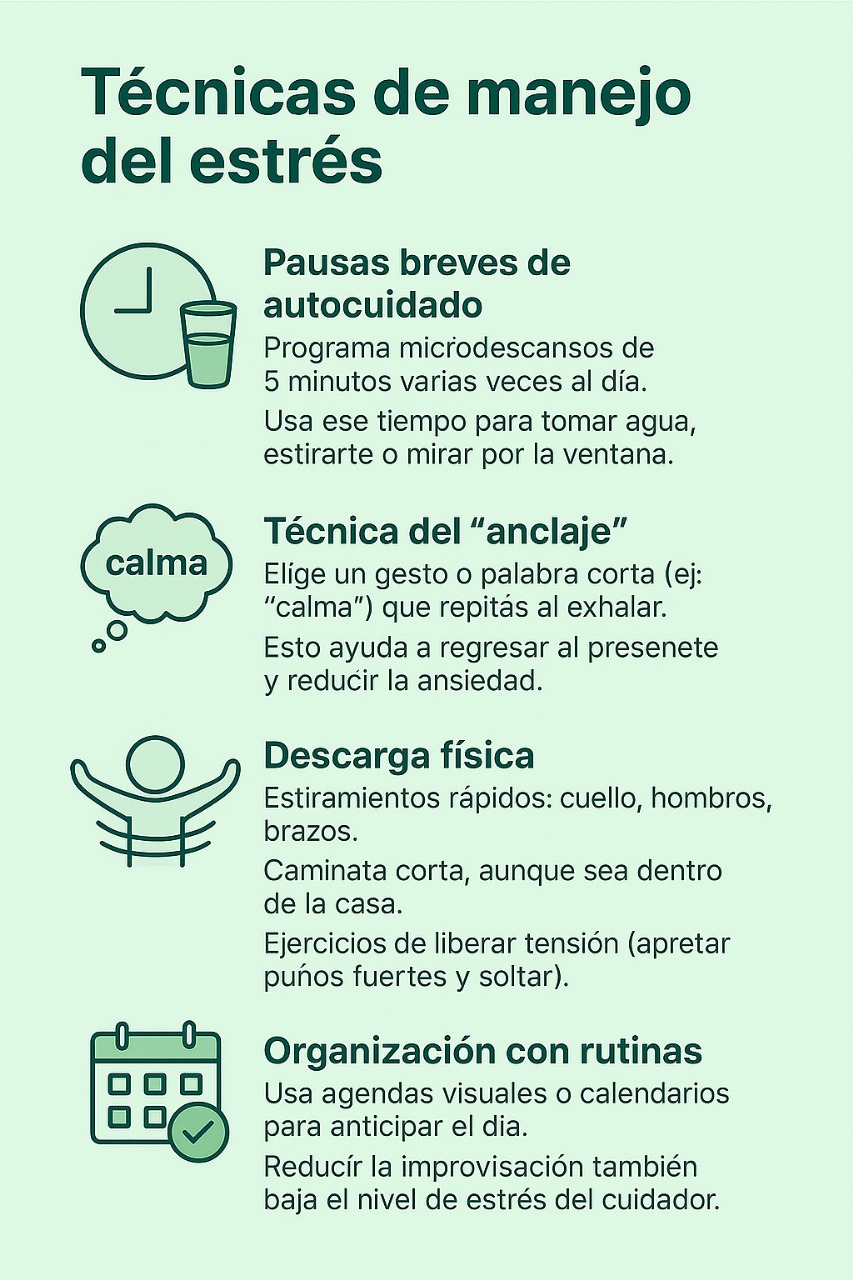 Técnicas de manejo
del estrés
Pausas breves de
autocuidado
Programa microdescansos de
5 minutos varias veces al día.
Usa ese tiempo para tomar agua,
estirarte o mirar por la ventana.
calma
Técnica del “anclaje”
Elíge un gesto o palabra corta (ej:
“calma”) que repitás al exhalar.
Esto ayuda a regresar al presenete
y reducir la ansiedad.
Descarga física
Estiramientos rápidos: cuello, hombros,
brazos.
Caminata corta, aunque sea dentro
de la casa.
Ejercicios de liberar tensión (apretar
puńos fuertes y soltar).
Organización con rutinas
Usa agendas visuales o calendarios
para anticipar el dia.
Reducír la improvisación también
baja el nivel de estrés del cuidador.